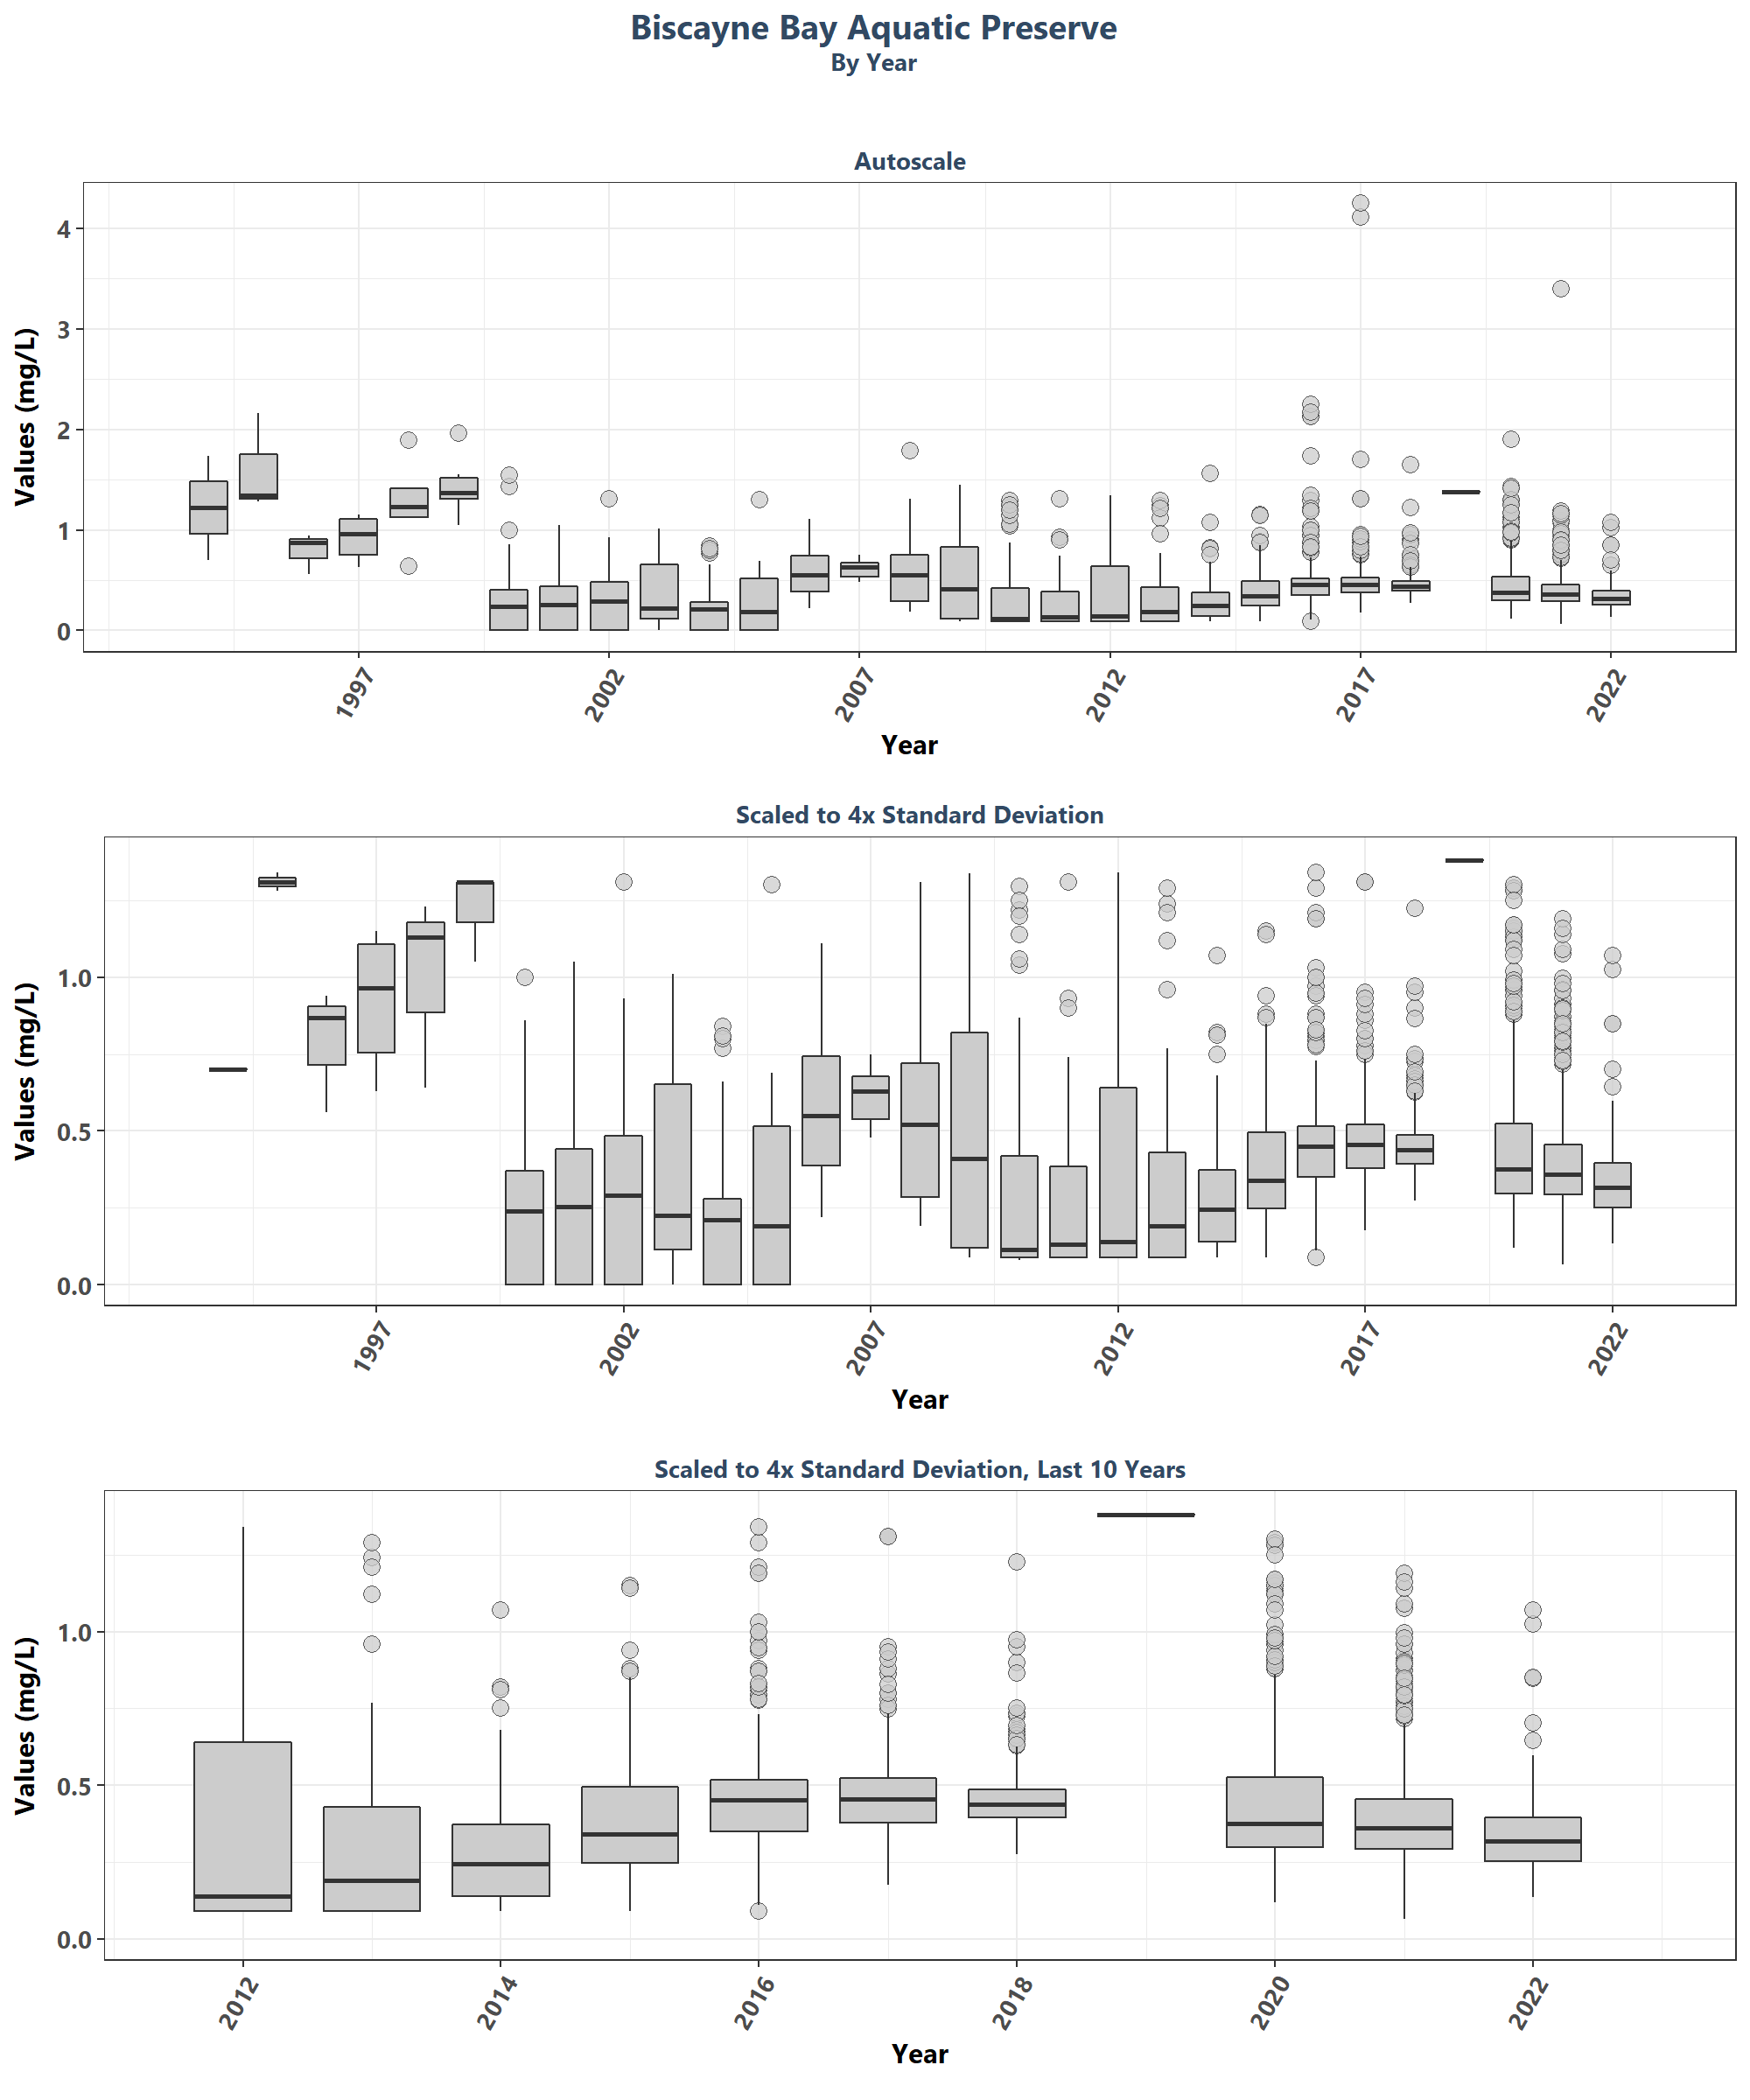 Biscayne Bay Aquatic Preserve
By Year
Autoscale
Values (mg/L)
4
3
2
1
0
1997
2002
2007
2012
2017
2022
Year
Scaled to 4x Standard Deviation
Values (mg/L)
1.0
0.5
0.0
1997
2002
2007
2012
2017
2022
Year
Scaled to 4x Standard Deviation, Last 10 Years
Values (mg/L)
1.0
0.5
0.0
2012
2014
2016
2018
2020
2022
Year